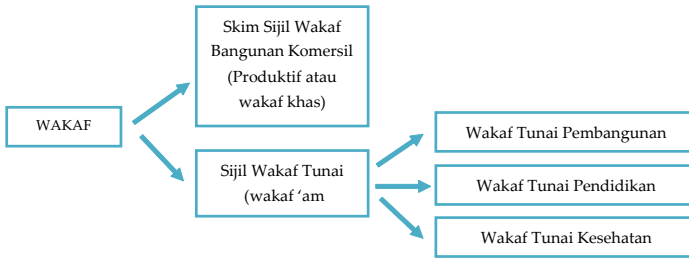 WAKAF
Skim Sijil Wakaf
Bangunan Komersil
(Produktif atau
wakaf khas)
Sijil Wakaf Tunai
(wakaf ‘am
Wakaf Tunai Pembangunan
Wakaf Tunai Pendidikan
Wakaf Tunai Kesehatan